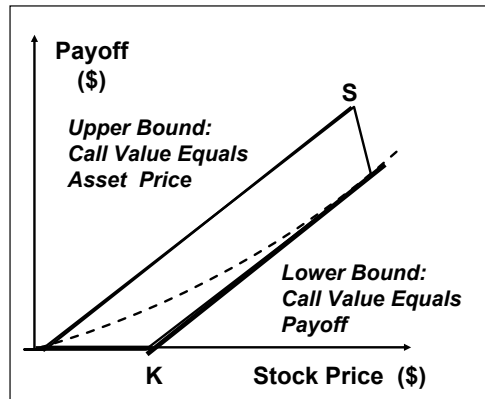 Payoff
($)
S
Upper Bound:
Call Value Equals
Asset Price
Lower Bound:
Call Value Equals
Payoff
K
Stock Price ($)